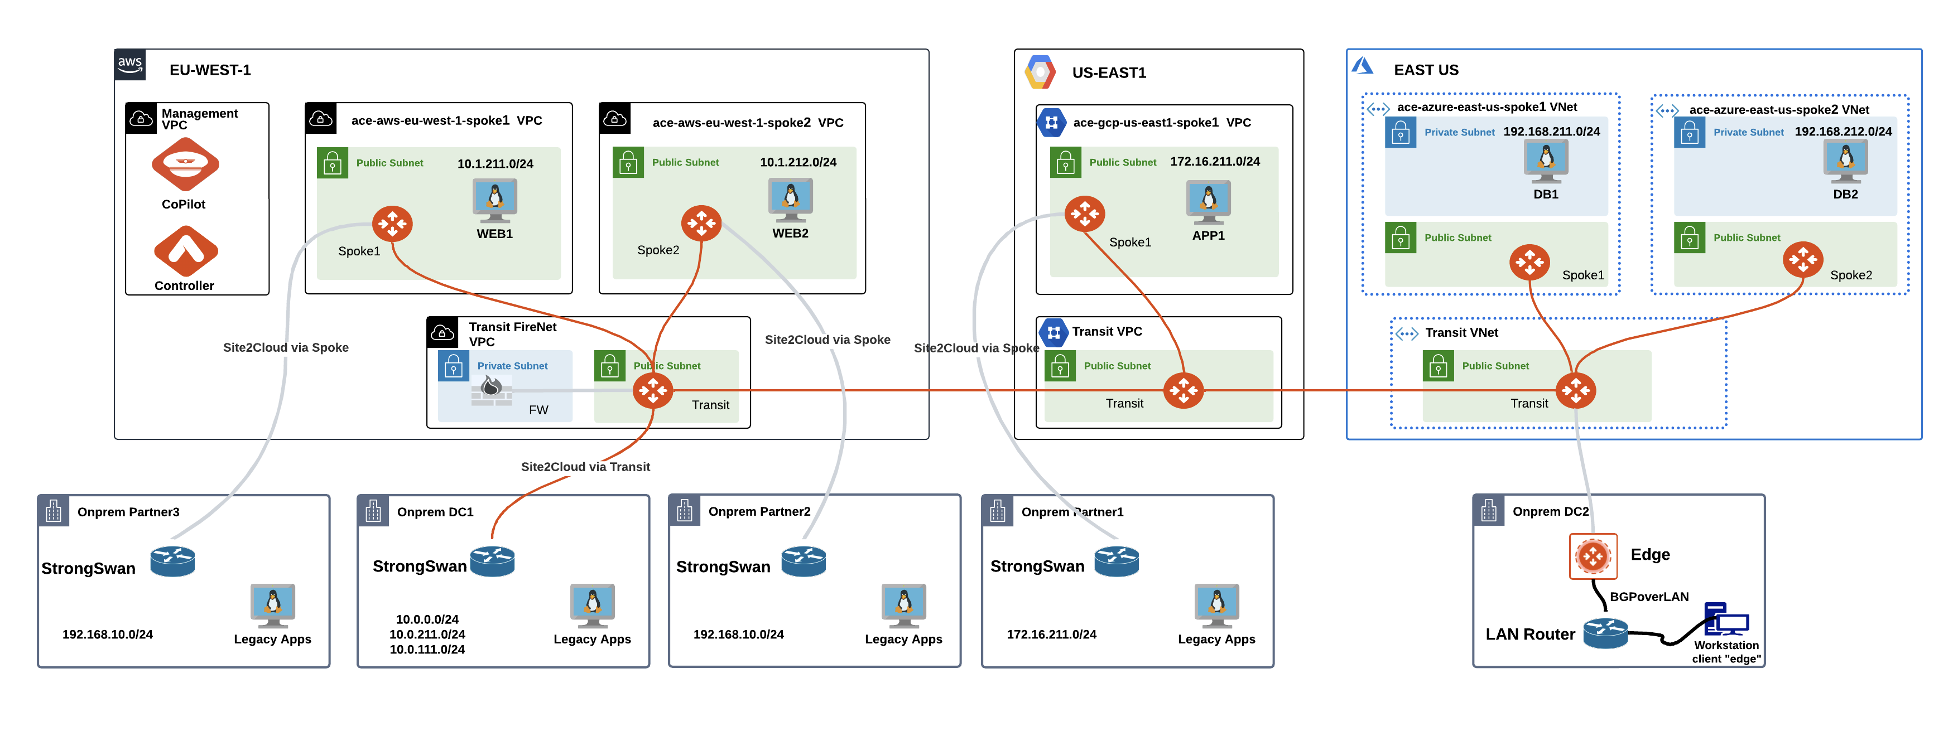 aws
EU-WEST-1
Management
VPC
CoPilot
Controller
ace-aws-eu-west-1-spoke1 VPC
Public Subnet
10.1.211.0/24
WEB1
Spoke1
ace-aws-eu-west-1-spoke2 VPC
Public Subnet
10.1.212.0/24
WEB2
Spoke2
Transit FireNet
VPC
Private Subnet
FW
Public Subnet
Transit
Site2Cloud via Spoke
Site2Cloud via Spoke
Site2Cloud via Spoke
Site2Cloud via Transit
US-EAST1
ace-gcp-us-east1-spoke1 VPC
Public Subnet
172.16.211.0/24
Spoke1
APP1
Transit VPC
Public Subnet
Transit
EAST US
ace-azure-east-us-spoke1 VNet
Private Subnet
192.168.211.0/24
DB1
Public Subnet
Spoke1
ace-azure-east-us-spoke2 VNet
Private Subnet
192.168.212.0/24
DB2
Public Subnet
Spoke2
Transit VNet
Public Subnet
Transit
Onprem Partner3
StrongSwan
192.168.10.0/24
Legacy Apps
Onprem DC1
StrongSwan
10.0.0.0/24
10.0.211.0/24
10.0.111.0/24
Legacy Apps
Onprem Partner2
StrongSwan
192.168.10.0/24
Legacy Apps
Onprem Partner1
StrongSwan
172.16.211.0/24
Legacy Apps
Onprem DC2
Edge
BGPoverLAN
LAN Router
Workstation
client "edge"